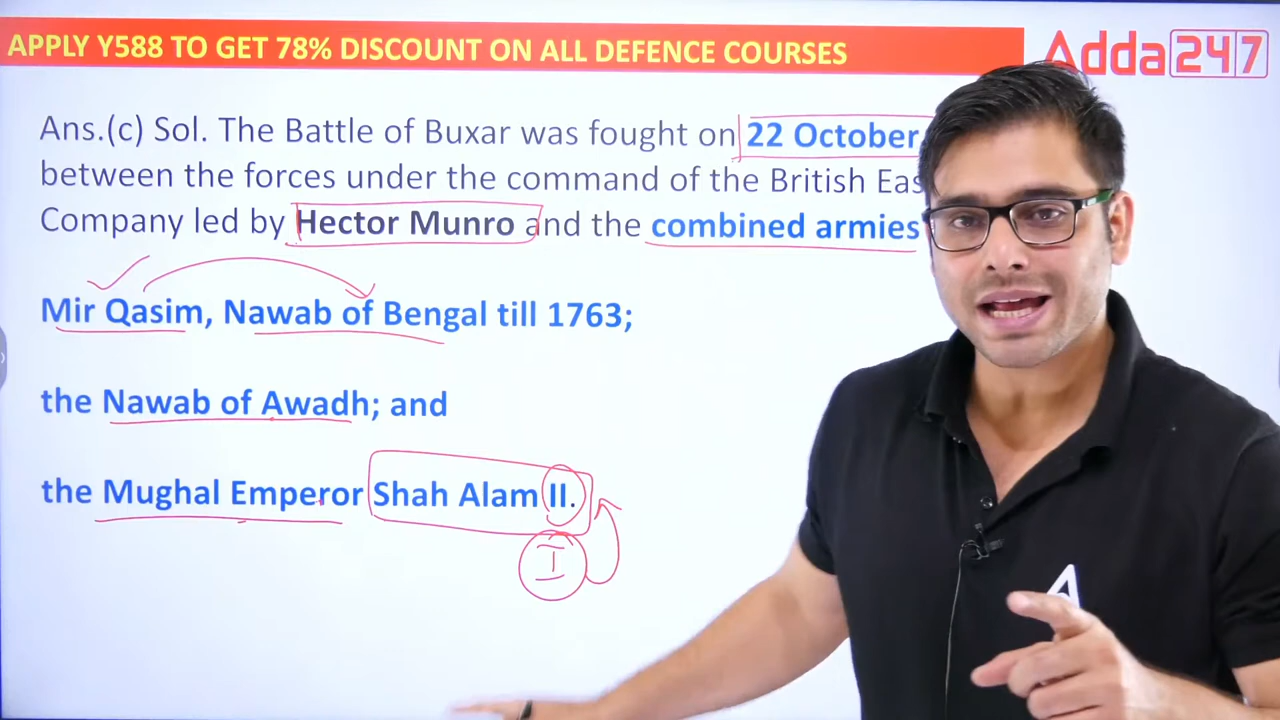 APPLY Y588 TO GET 78% DISCOUNT ON ALL DEFENCE COURSES
Adda 247
Ans.(c) Sol. The Battle of Buxar was fought on 22 October
between the forces under the command of the British
Company led by Hector Munro and the combined armies
Mir Qasim, Nawab of Bengal till 1763;
the Nawab of Awadh; and
the Mughal Emperor Shah Alam II.
I